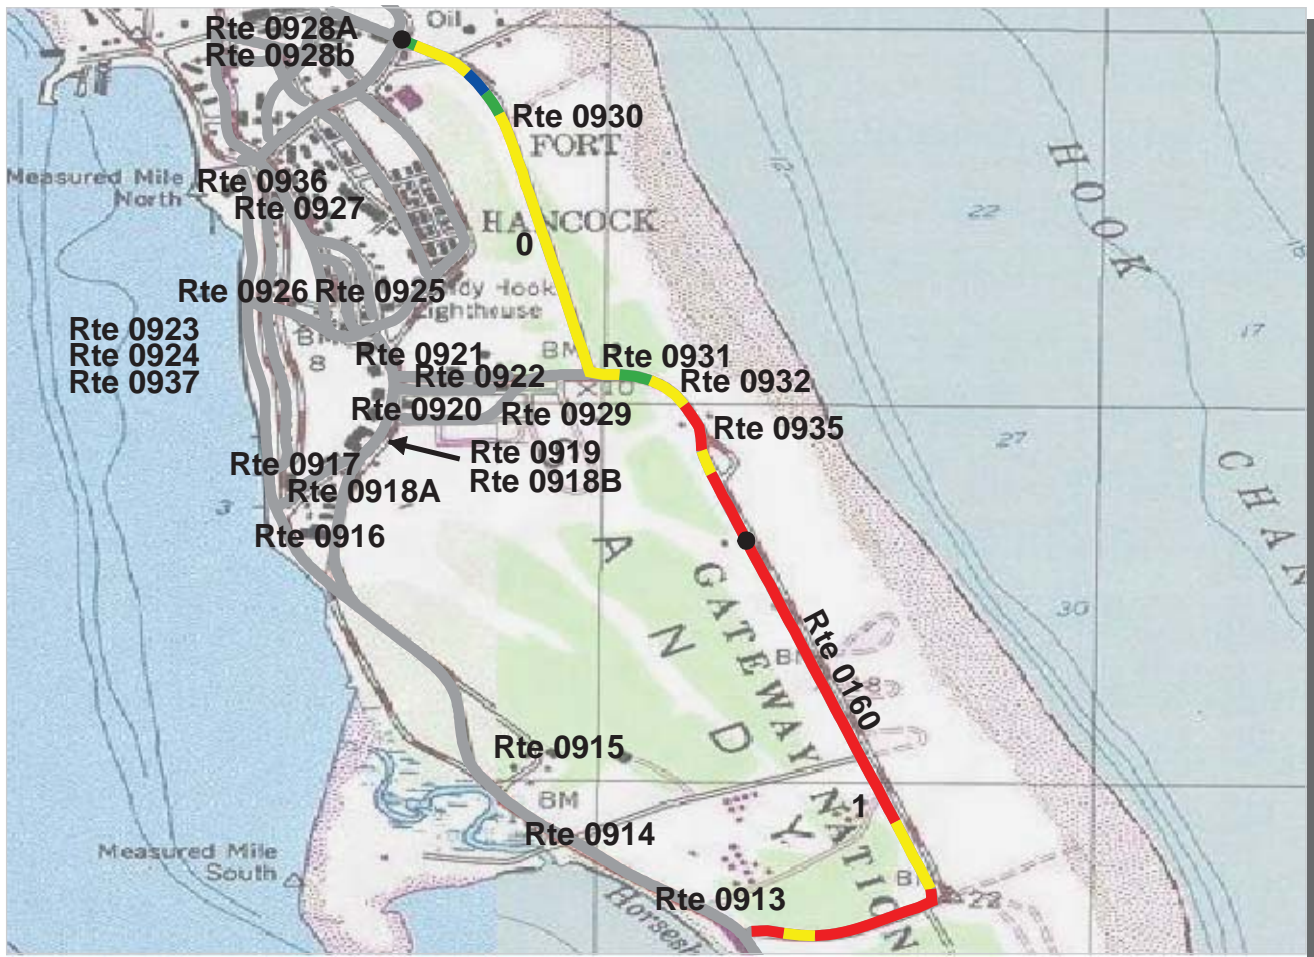 Rte 0928A
Rte 0928b
Oil
Rte 0930
FORT
HANCOCK
0
Measured Mile
North
Rte 0936
Rte 0927
Rte 0926
Rte 0925
Lighthouse
Rte 0923
Rte 0924
Rte 0937
BM
8
Rte 0921
Rte 0922
BM
Rte 0931
Rte 0932
Rte 0920
Rte 0929
Rte 0935
Rte 0919
Rte 0918B
Rte 0917
Rte 0918A
3
Rte 0916
HOOK
12
22
17
27
30
CHAN
GATEWAY
NATION
A
N
D
Y
Rte 0160
Rte 0915
BM
1
Rte 0914
Measured Mile
South
Rte 0913
22